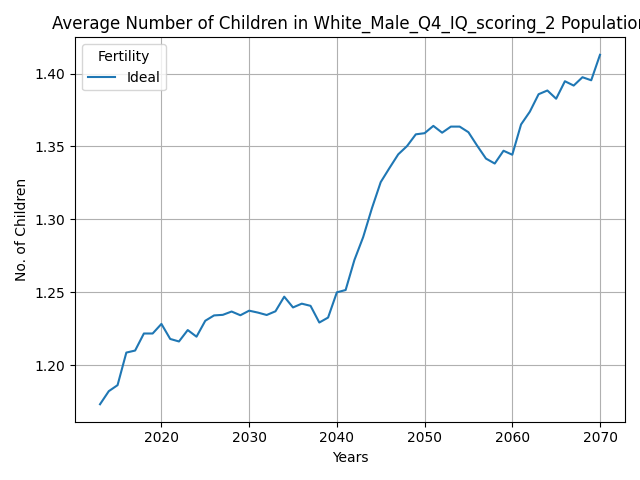 Average Number of Children in White_Male_Q4_IQ_scoring_2 Population
Fertility
Ideal
1.40
1.35
1.30
1.25
1.20
No. of Children
2020 2030 2040 2050 2060 2070
Years